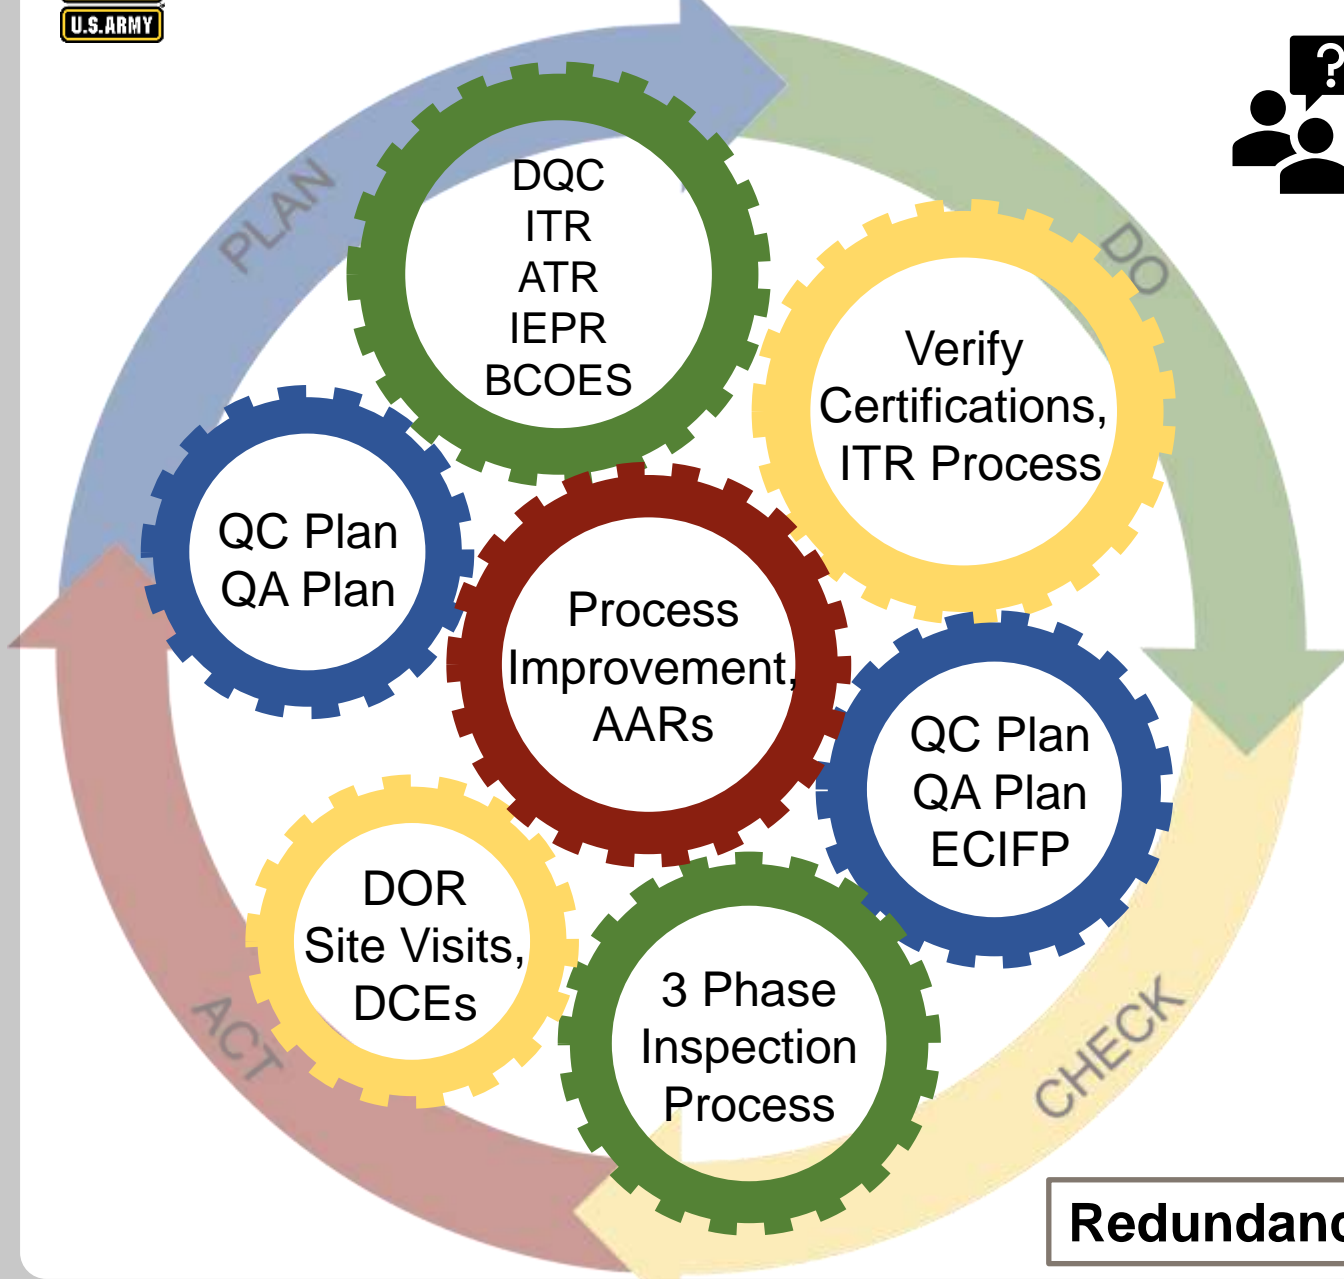 U.S.ARMY
?
PLAN
DO
DQC
ITR
ATR
IEPR
BCOES
Verify
Certifications,
ITR Process
QC Plan
QA Plan
Process
Improvement,
AARs
QC Plan
QA Plan
ECIFP
DOR
Site Visits,
DCEs
3 Phase
Inspection
Process
ACT
CHECK